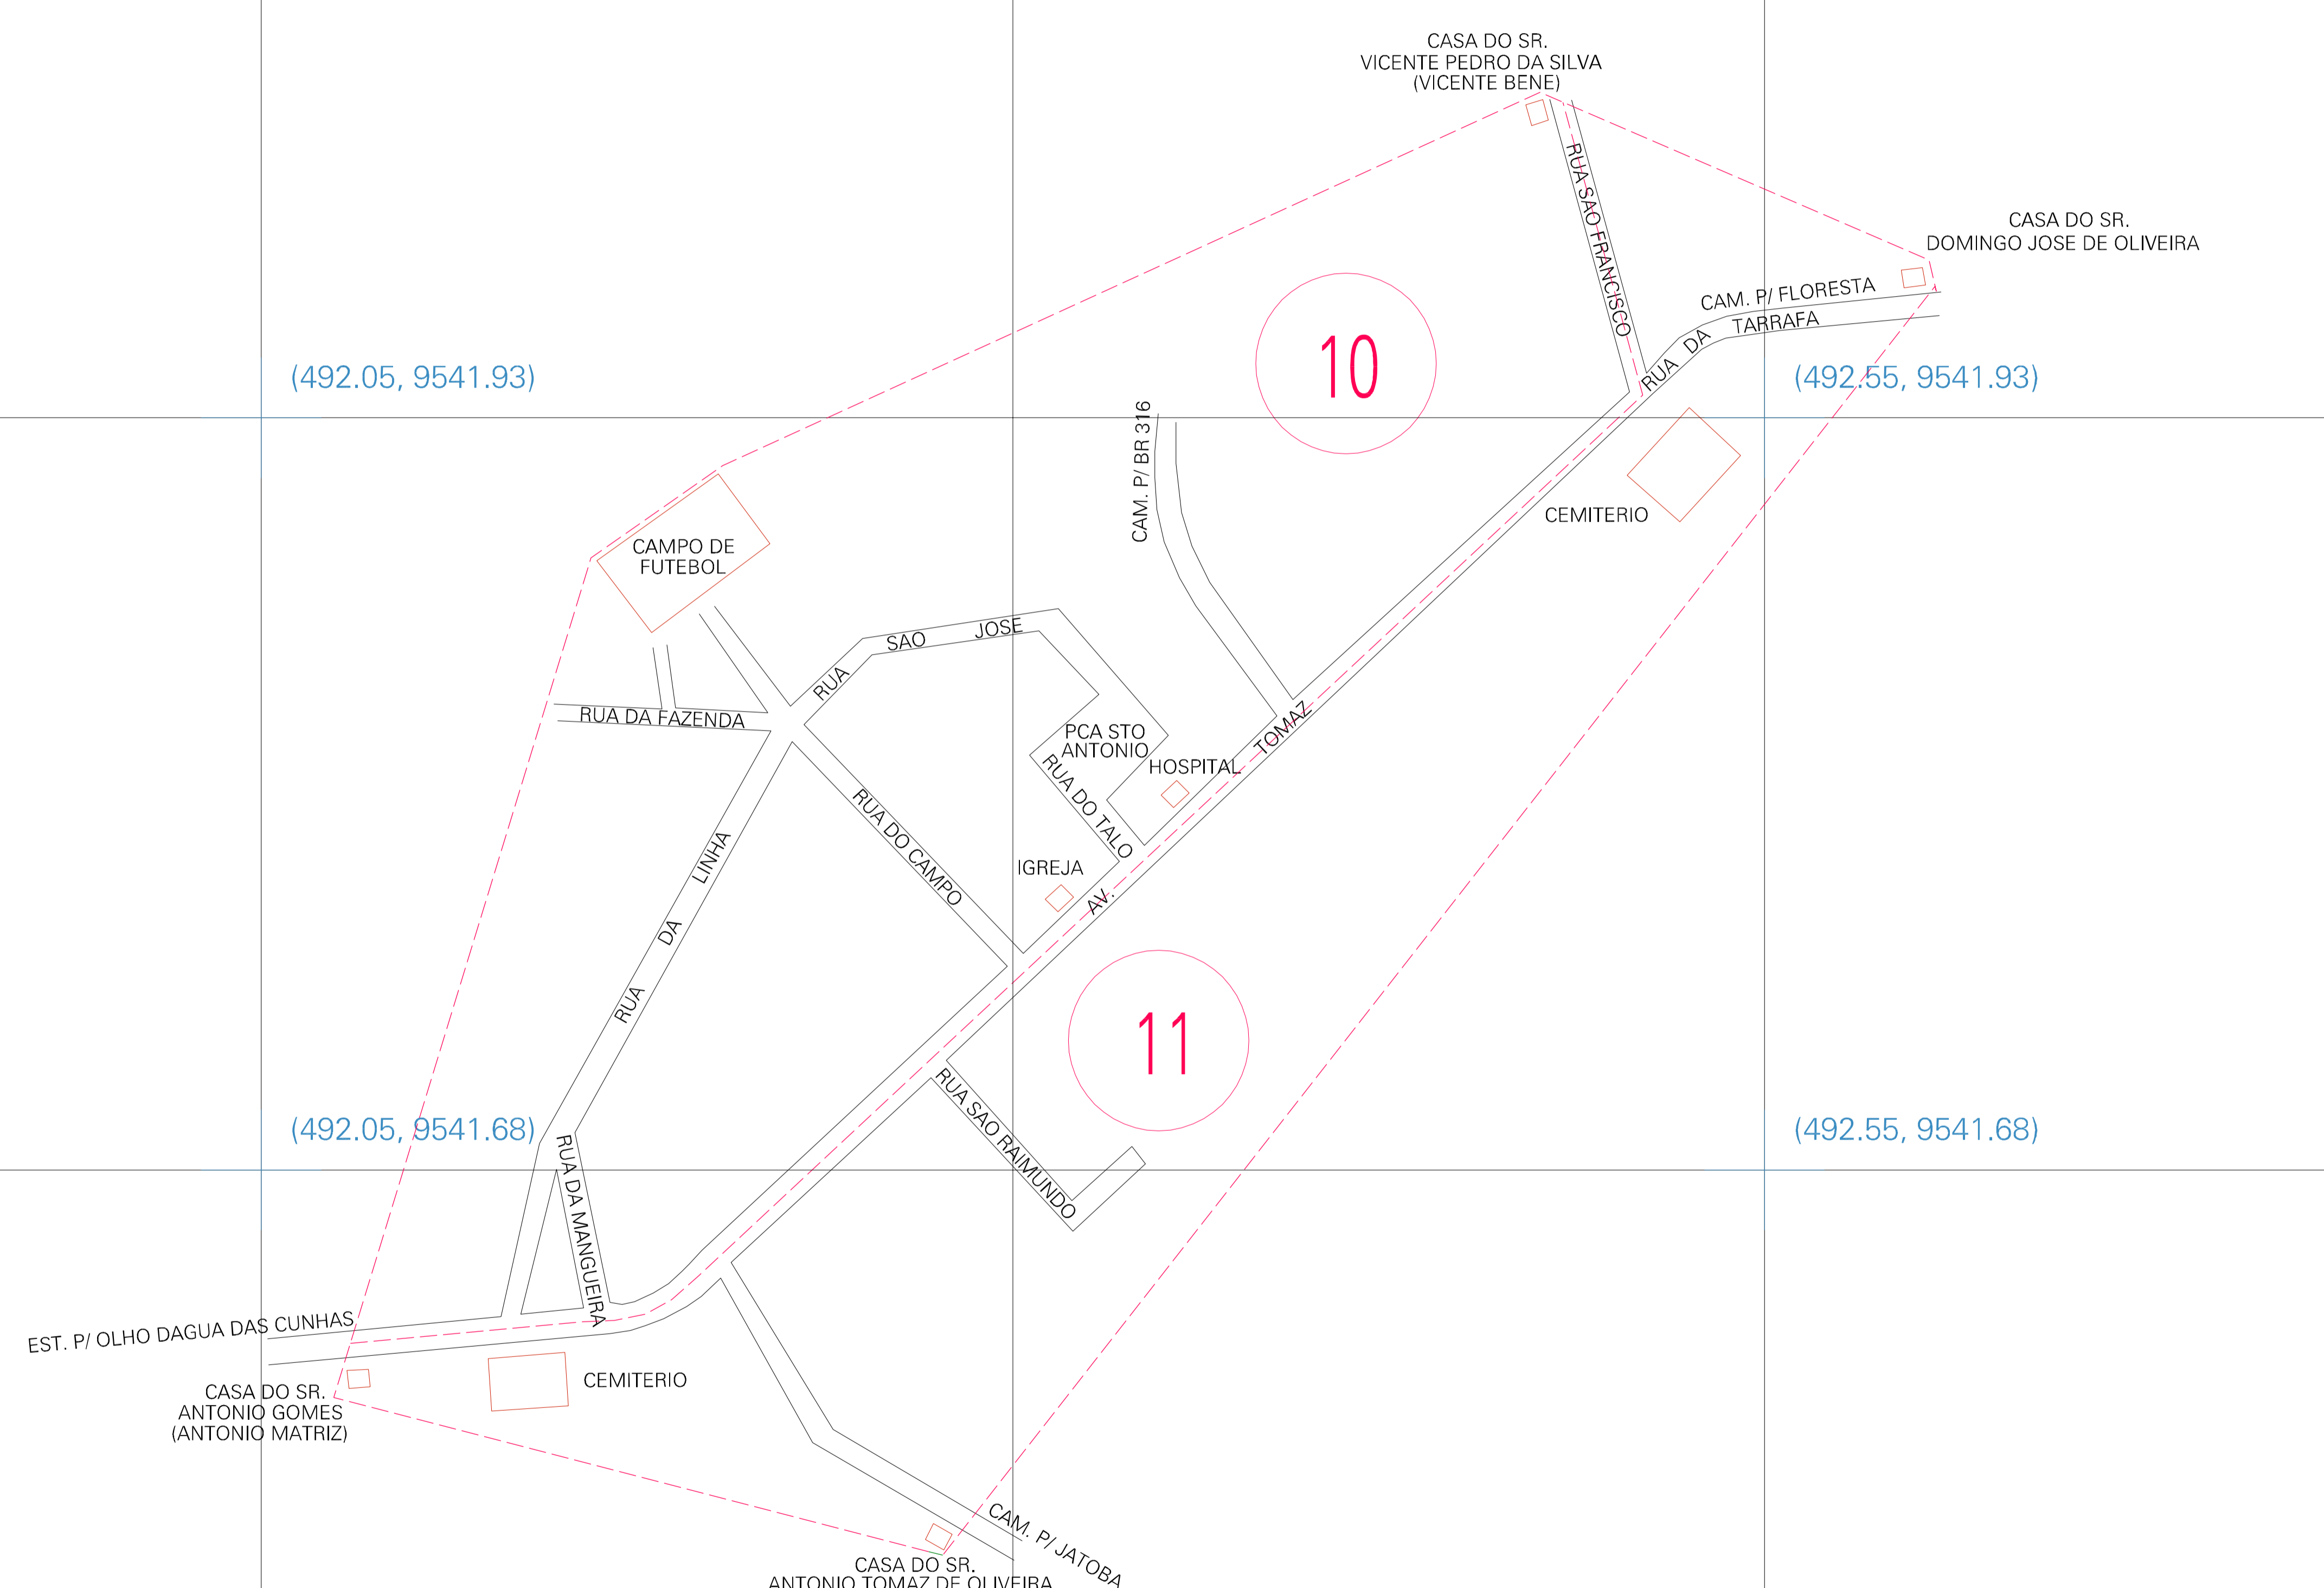 CASA DO SR.
VICENTE PEDRO DA SILVA
(VICENTE BENE)
RUA SAO FRANCISCO
CASA DO SR.
DOMINGO JOSE DE OLIVEIRA
CAM. P/ FLORESTA
TARRAFA
RUA DA
10
(492.05, 9541.93)
(492.55, 9541.93)
CAM. P/ BR 316
CEMITERIO
CAMPO DE
FUTEBOL
RUA SAO JOSE
RUA DA FAZENDA
PCA STO
ANTONIO
HOSPITAL
RUA DO TALO
AV. TOMAZ
RUA DO CAMPO
IGREJA
RUA DA LINHA
11
RUA SAO RAIMUNDO
(492.05, 9541.68)
(492.55, 9541.68)
RUA DA MANGUEIRA
EST. P/ OLHO DAGUA DAS CUNHAS
CEMITERIO
CASA DO SR.
ANTONIO GOMES
(ANTONIO MATRIZ)
CAM. P/ JATOBA
CASA DO SR.
ANTONIO TOMAZ DE OLIVEIRA